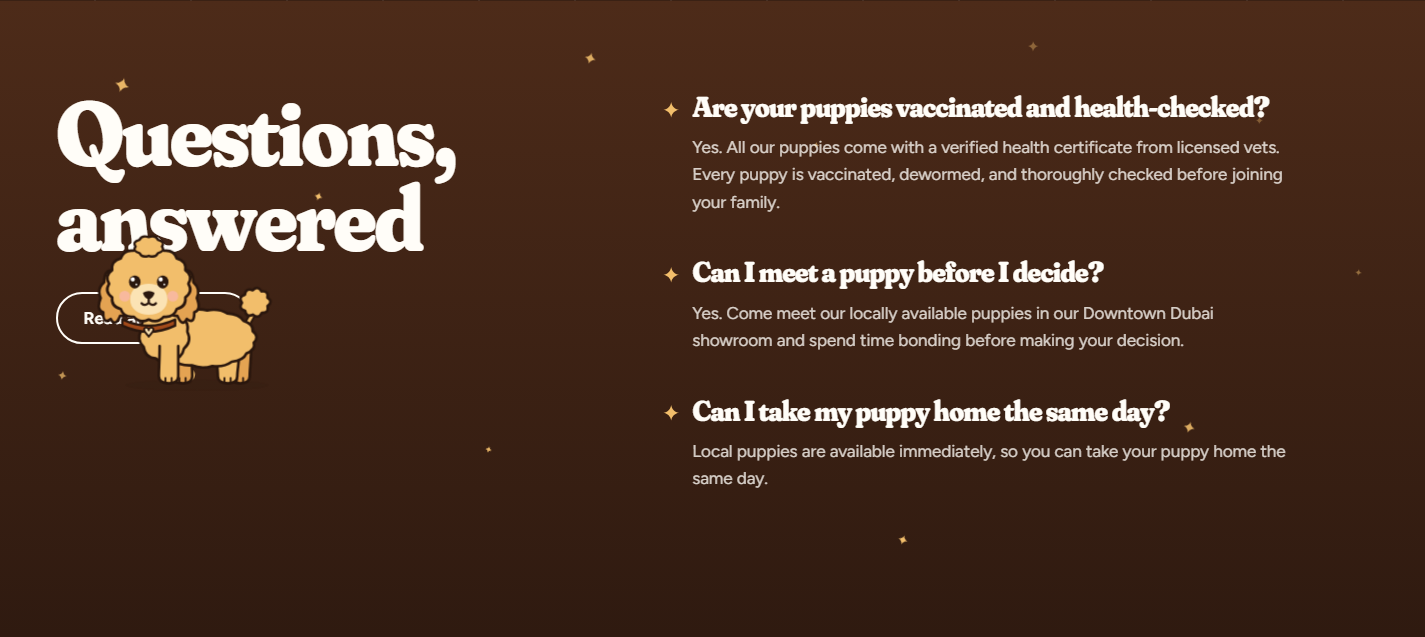 Questions,
answered
Are your puppies vaccinated and health-checked?
Yes. All our puppies come with a verified health certificate from licensed vets.
Every puppy is vaccinated, dewormed, and thoroughly checked before joining
your family.
Can I meet a puppy before I decide?
Yes. Come meet our locally available puppies in our Downtown Dubai
showroom and spend time bonding before making your decision.
Can I take my puppy home the same day?
Local puppies are available immediately, so you can take your puppy home the
same day.